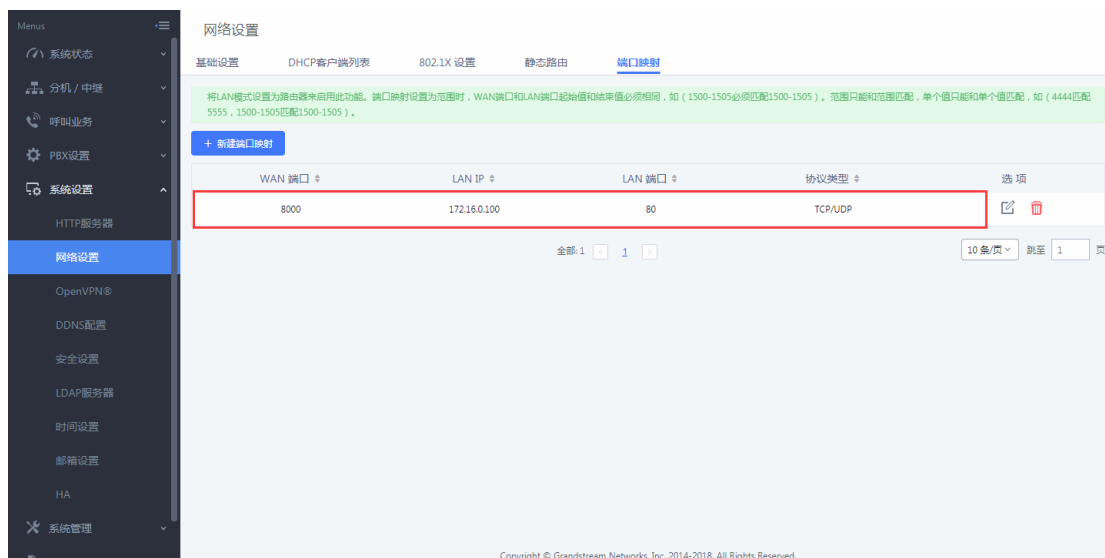 Menus
网络设置
系统状态
基础设置 DHCP客户端列表 802.1X 设置 静态路由 端口映射
分机 / 中继
将LAN模式设置为路由器来启用此功能。端口映射设置为范围时，WAN端口和LAN端口起始值和结束值必须相同，如（1500-1505必须匹配1500-1505）。范围只能和范围匹配，单个值只能和单个值匹配，如（4444匹配
5555，1500-1505匹配1500-1505）。
呼叫业务
+ 新建端口映射
PBX设置
WAN 端口 LAN IP LAN 端口 协议类型 选项
系统设置
8000 172.16.0.100 80 TCP/UDP
HTTP服务器
全部: 1 < 1 > 10 条/页 跳至 1 页
网络设置
OpenVPN®
DDNS配置
安全设置
LDAP服务器
时间设置
邮箱设置
HA
系统管理
Copyright © Grandstream Networks, Inc. 2014-2018. All Rights Reserved.